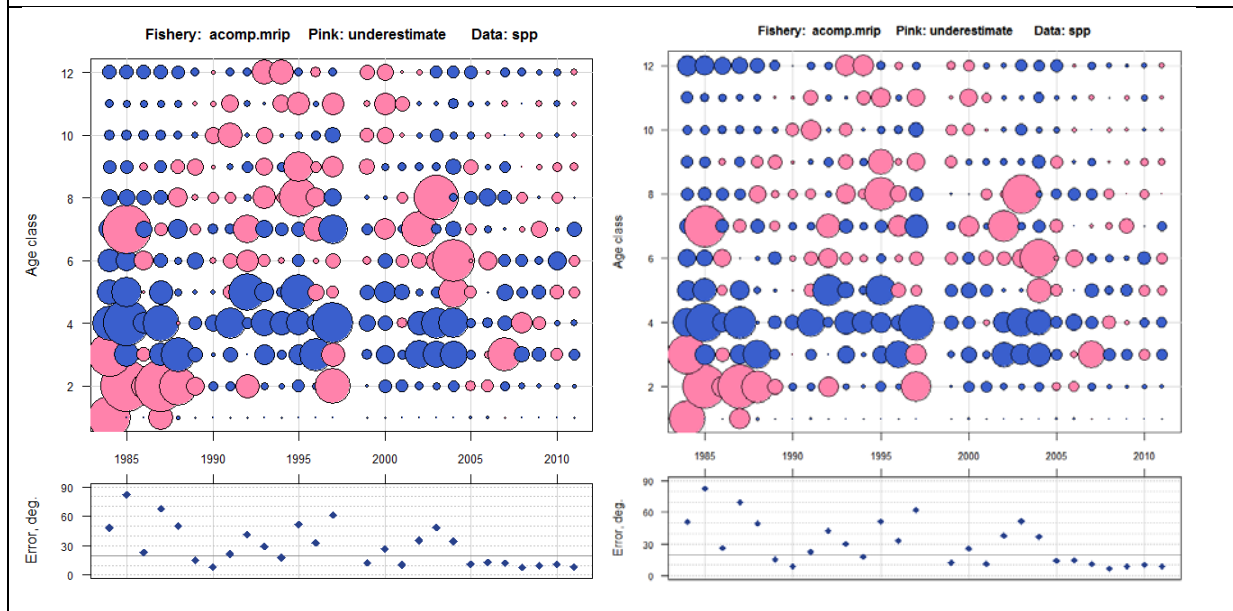 Fishery: acomp.mrip Pink: underestimate Data: spp
12
10
8
6
4
2
Age class
1985 1990 1995 2000 2005 2010
90
60
30
0
Error, deg.
Fishery: acomp.mrip Pink: underestimate Data: spp
12
10
8
6
4
2
Age class
1985 1990 1995 2000 2005 2010
90
60
30
0
Error, deg.